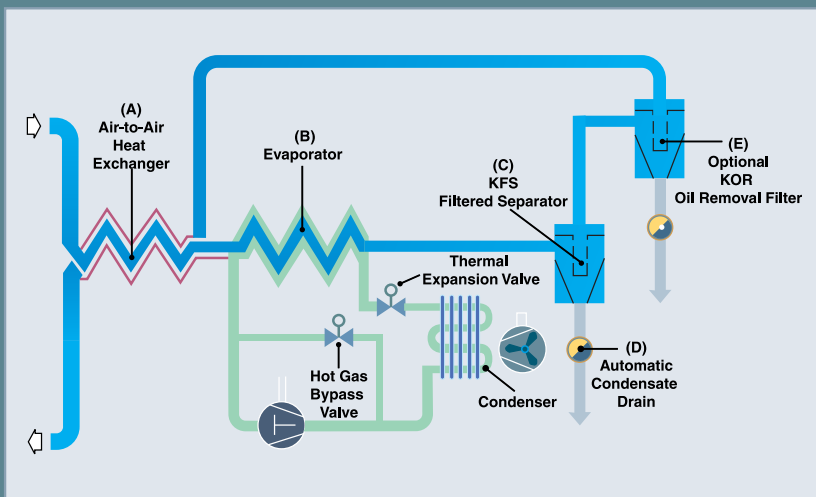 (A)
Air-to-Air
Heat
Exchanger
(B)
Evaporator
(C)
KFS
Filtered Separator
(E)
Optional
KOR
Oil Removal Filter
Thermal
Expansion Valve
Hot Gas
Bypass
Valve
Condenser
(D)
Automatic
Condensate
Drain